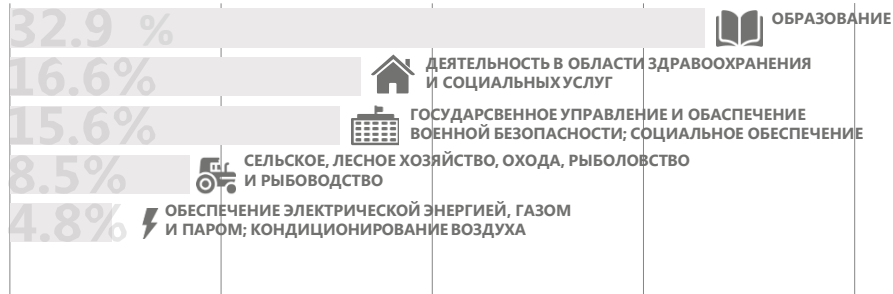 32.9 %
ОБРАЗОВАНИЕ
16.6%
ДЕЯТЕЛЬНОСТЬ В ОБЛАСТИ ЗДРАВООХРАНЕНИЯ
И СОЦИАЛЬНЫХ УСЛУГ
15.6%
ГОСУДАРСВЕННОЕ УПРАВЛЕНИЕ И ОБАСПЕЧЕНИЕ
ВОЕННОЙ БЕЗОПАСНОСТИ; СОЦИАЛЬНОЕ ОБЕСПЕЧЕНИЕ
8.5%
СЕЛЬСКОЕ, ЛЕСНОЕ ХОЗЯЙСТВО, ОХОДА, РЫБОЛОВСТВО
И РЫБОВОДСТВО
4.8%
ОБЕСПЕЧЕНИЕ ЭЛЕКТРИЧЕСКОЙ ЭНЕРГИЕЙ, ГАЗОМ
И ПАРОМ; КОНДИЦИОНИРОВАНИЕ ВОЗДУХА